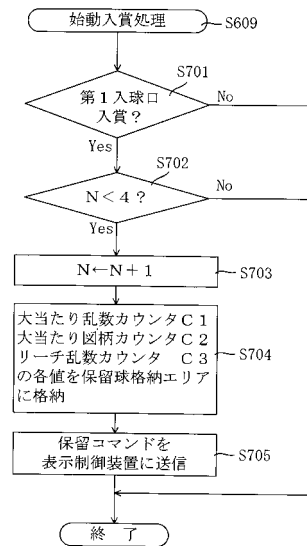 始動入賞処理
S609
第1入球口
入賞?
S701
No
Yes
S702
N<4?
No
Yes
N←N+1
S703
大当たり乱数カウンタC1
大当たり図柄カウンタC2
リーチ乱数カウンタ C3
の各値を保留球格納エリア
に格納
S704
保留コマンドを
表示制御装置に送信
S705
終 了